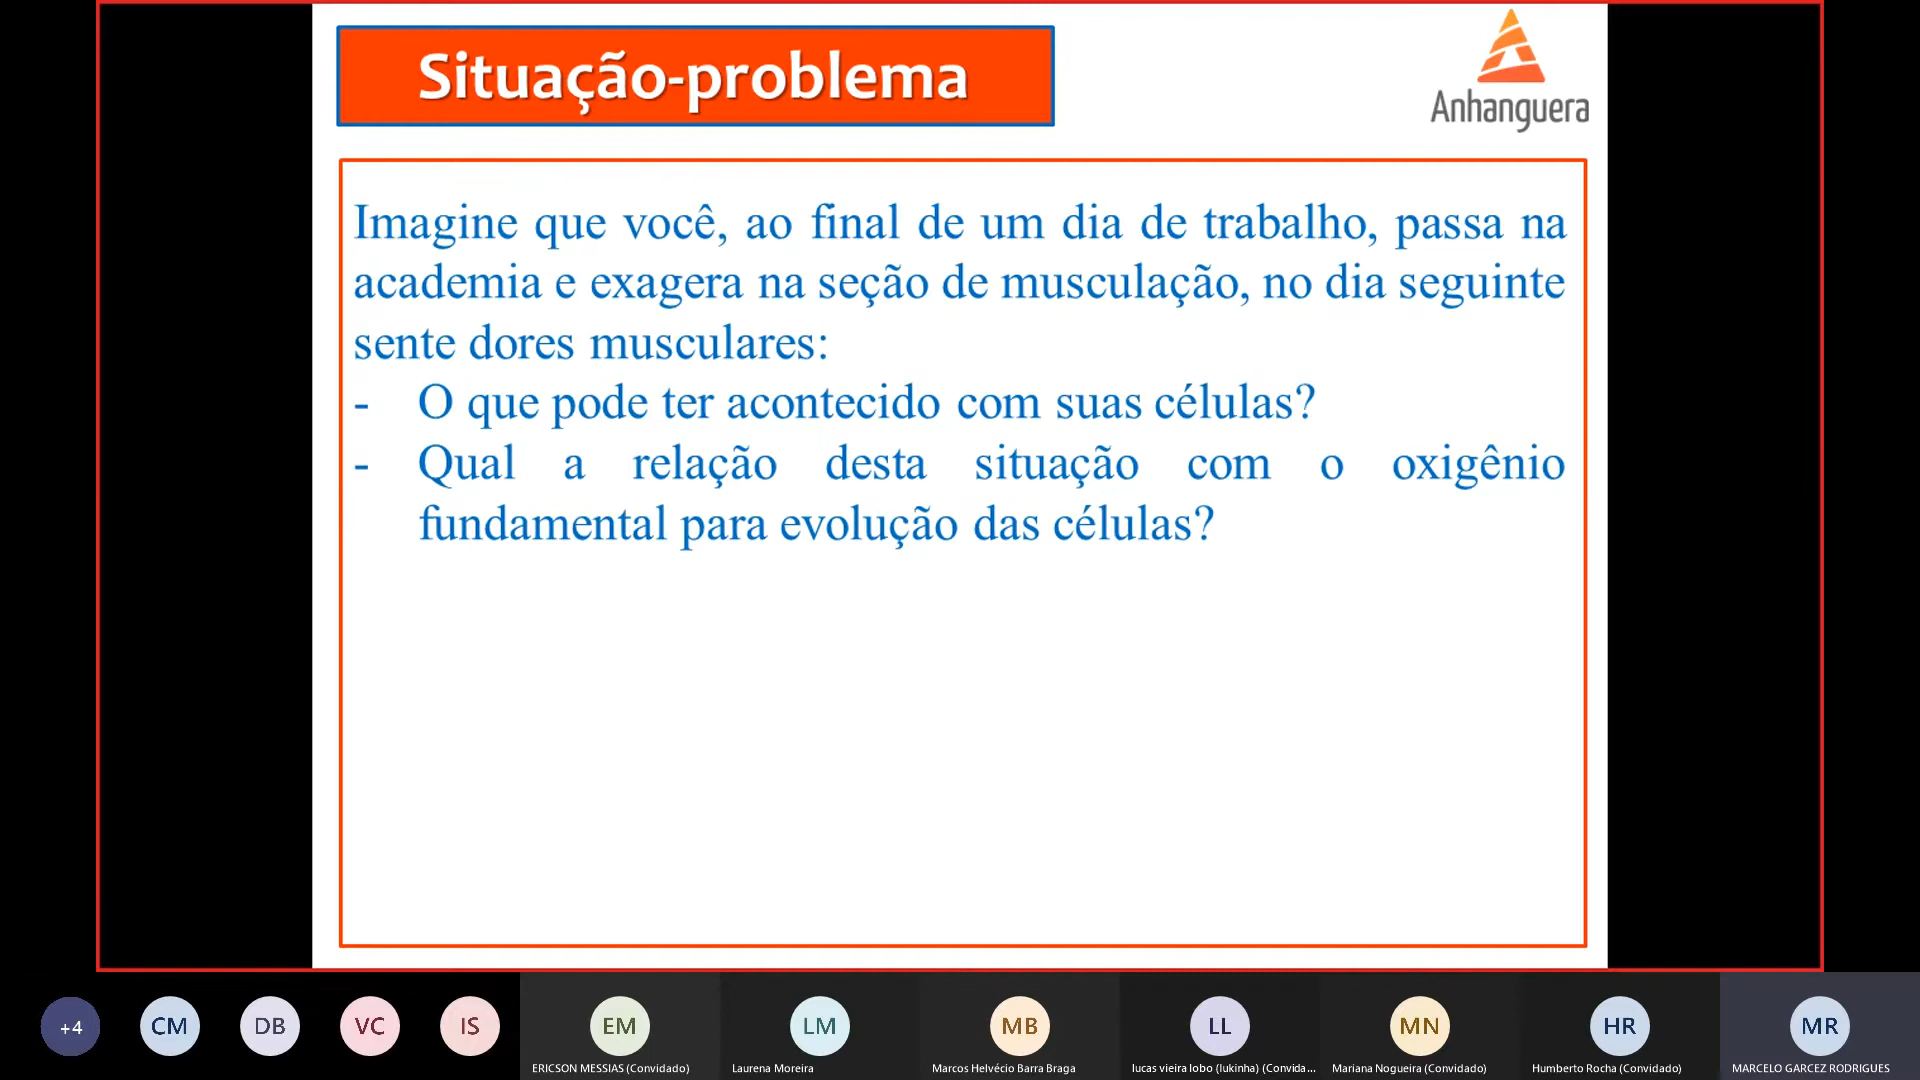 Situação-problema
Anhanguera
Imagine que você, ao final de um dia de trabalho, passa na
academia e exagera na seção de musculação, no dia seguinte
sente dores musculares:
- O que pode ter acontecido com suas células?
- Qual a relação desta situação com o oxigênio
fundamental para evolução das células?
+4
CM
DB
VC
IS
EM
LM
MB
LL
MN
HR
MR
ERICSON MESSIAS (Convidado)
Laurena Moreira
Marcos Helvécio Barra Braga
lucas vieira lobo (lukinha) (Convida...
Mariana Nogueira (Convidado)
Humberto Rocha (Convidado)
MARCELO GARCEZ RODRIGUES